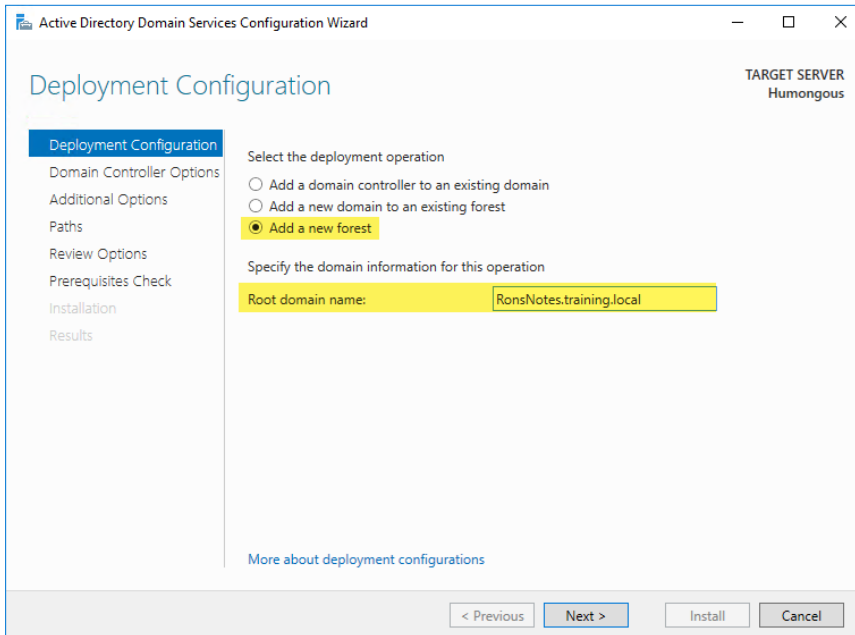 Active Directory Domain Services Configuration Wizard
Deployment Configuration
TARGET SERVER
Humongous
Deployment Configuration
Domain Controller Options
Additional Options
Paths
Review Options
Prerequisites Check
Installation
Results
Select the deployment operation
Add a domain controller to an existing domain
Add a new domain to an existing forest
Add a new forest
Specify the domain information for this operation
Root domain name: RonsNotes.training.local
More about deployment configurations
< Previous Next > Install Cancel